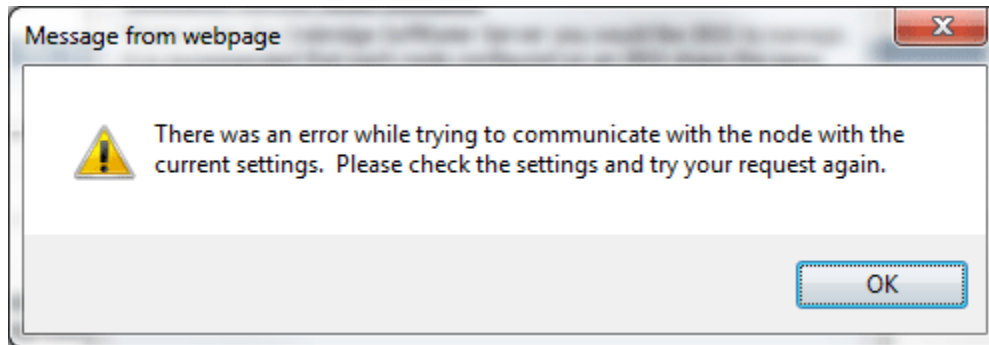 Message from webpage
There was an error while trying to communicate with the node with the
current settings.  Please check the settings and try your request again.
OK